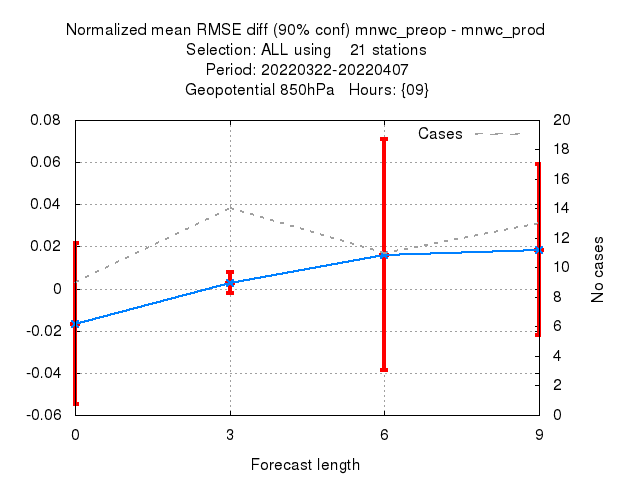 Normalized mean RMSE diff (90% conf) mnwc_preop - mnwc_prod
Selection: ALL using    21 stations
Period: 20220322-20220407
Geopotential 850hPa   Hours: {09}
Cases
0.08
0.06
0.04
0.02
0
-0.02
-0.04
-0.06
20
18
16
14
12
10
8
6
4
2
0
No cases
0 3 6 9
Forecast length